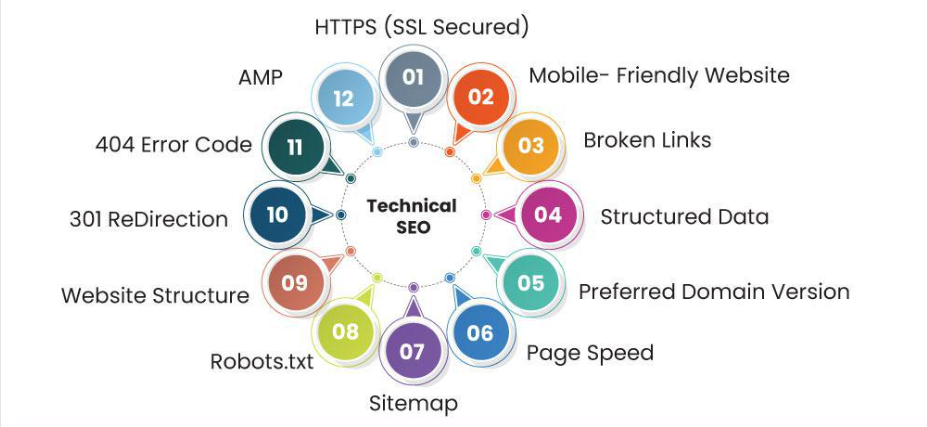 HTTPS (SSL Secured)
01
Mobile- Friendly Website
02
Broken Links
03
Structured Data
04
Preferred Domain Version
05
Page Speed
06
Sitemap
07
Robots.txt
08
Website Structure
09
301 ReDirection
10
404 Error Code
11
AMP
12
Technical
SEO